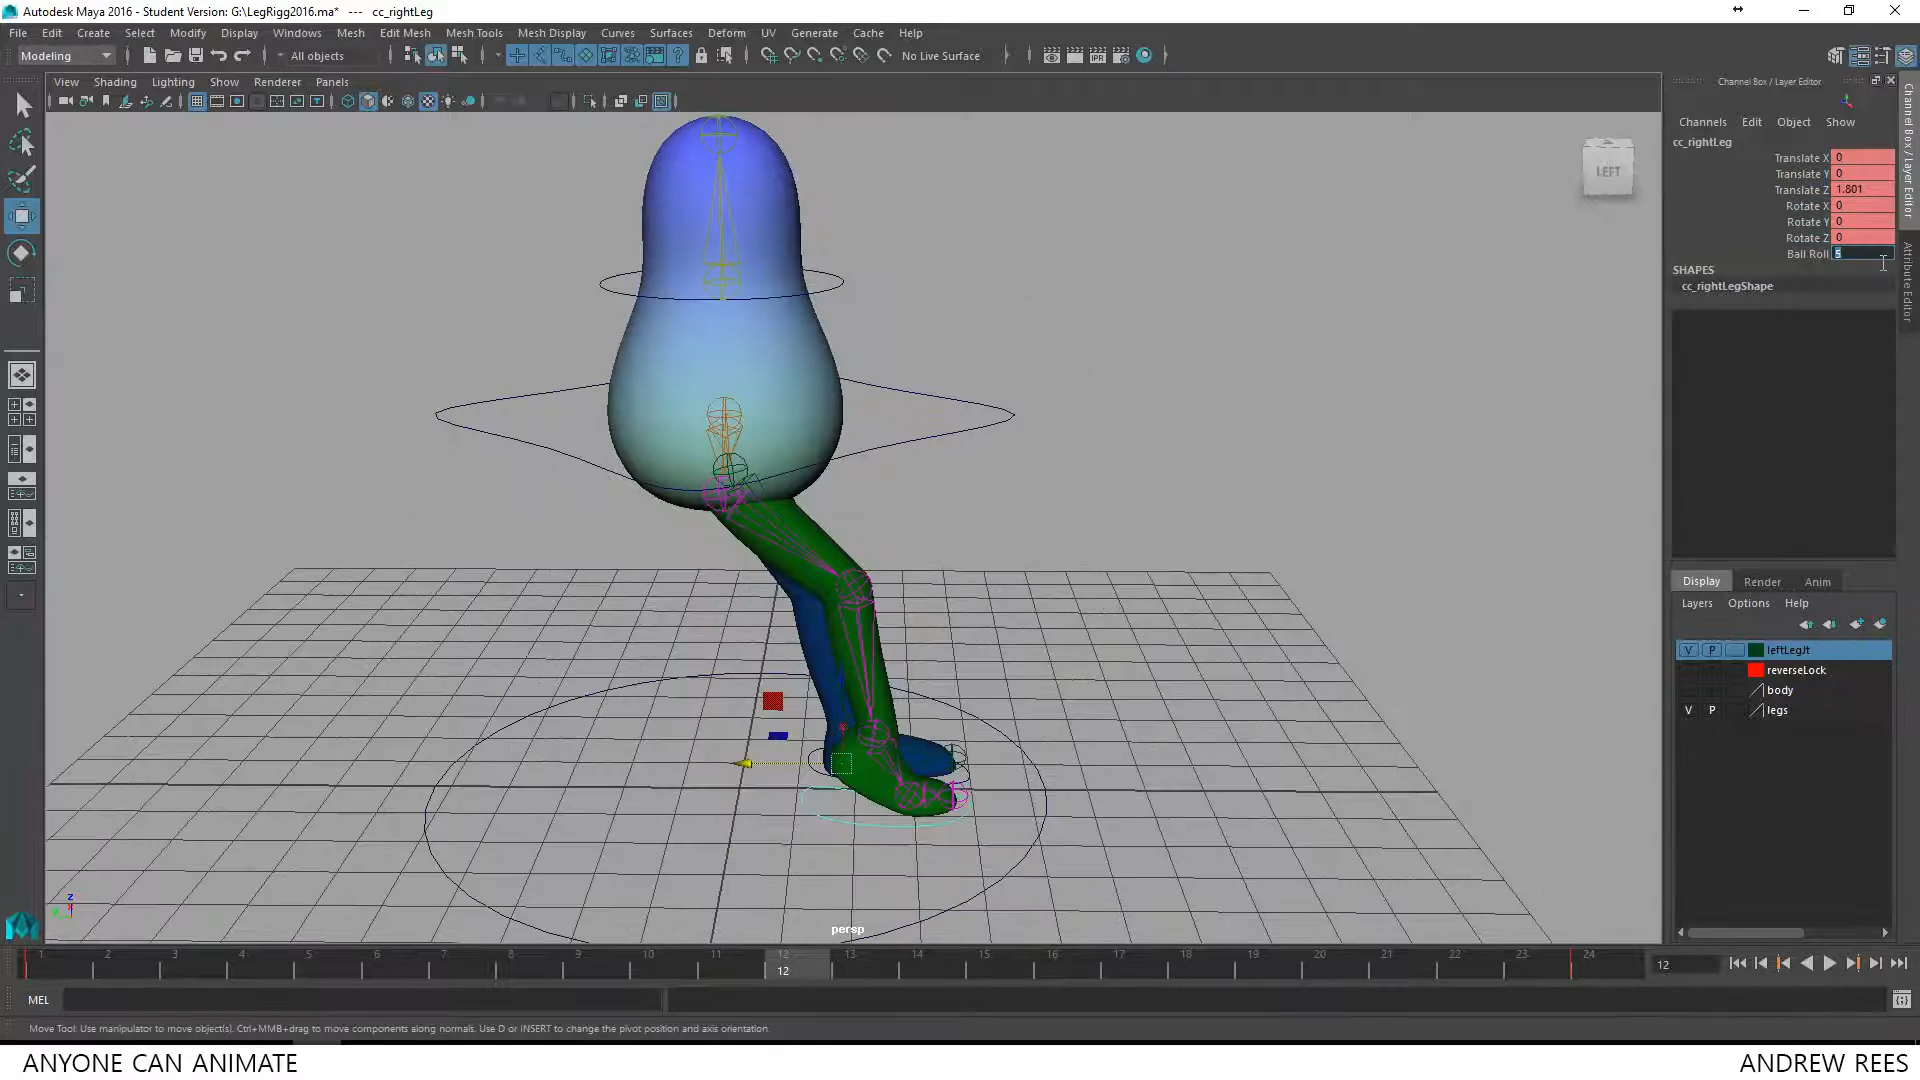 Autodesk Maya 2016 - Student Version: G:\LegRigg2016.ma*   ---   cc_rightLeg
File Edit Create Select Modify Display Windows Mesh Edit Mesh Mesh Tools Mesh Display Curves Surfaces Deform UV Generate Cache Help
Modeling All objects No Live Surface
View Shading Lighting Show Renderer Panels
Channel Box / Layer Editor
Channels Edit Object Show
cc_rightLeg
Translate X 0
Translate Y 0
Translate Z 1.801
Rotate X 0
Rotate Y 0
Rotate Z 0
Ball Roll 5
SHAPES
cc_rightLegShape
Channel Box / Layer Editor
Attribute Editor
LEFT
Display Render Anim
Layers Options Help
V P leftLegJt
reverseLock
body
V P legs
z
persp
1 2 3 4 5 6 7 8 9 10 11 12 13 14 15 16 17 18 19 20 21 22 23 24
12
12
MEL
Move Tool: Use manipulator to move object(s). Ctrl+MMB+drag to move components along normals. Use D or INSERT to change the pivot position and axis orientation.
ANYONE CAN ANIMATE
ANDREW REES